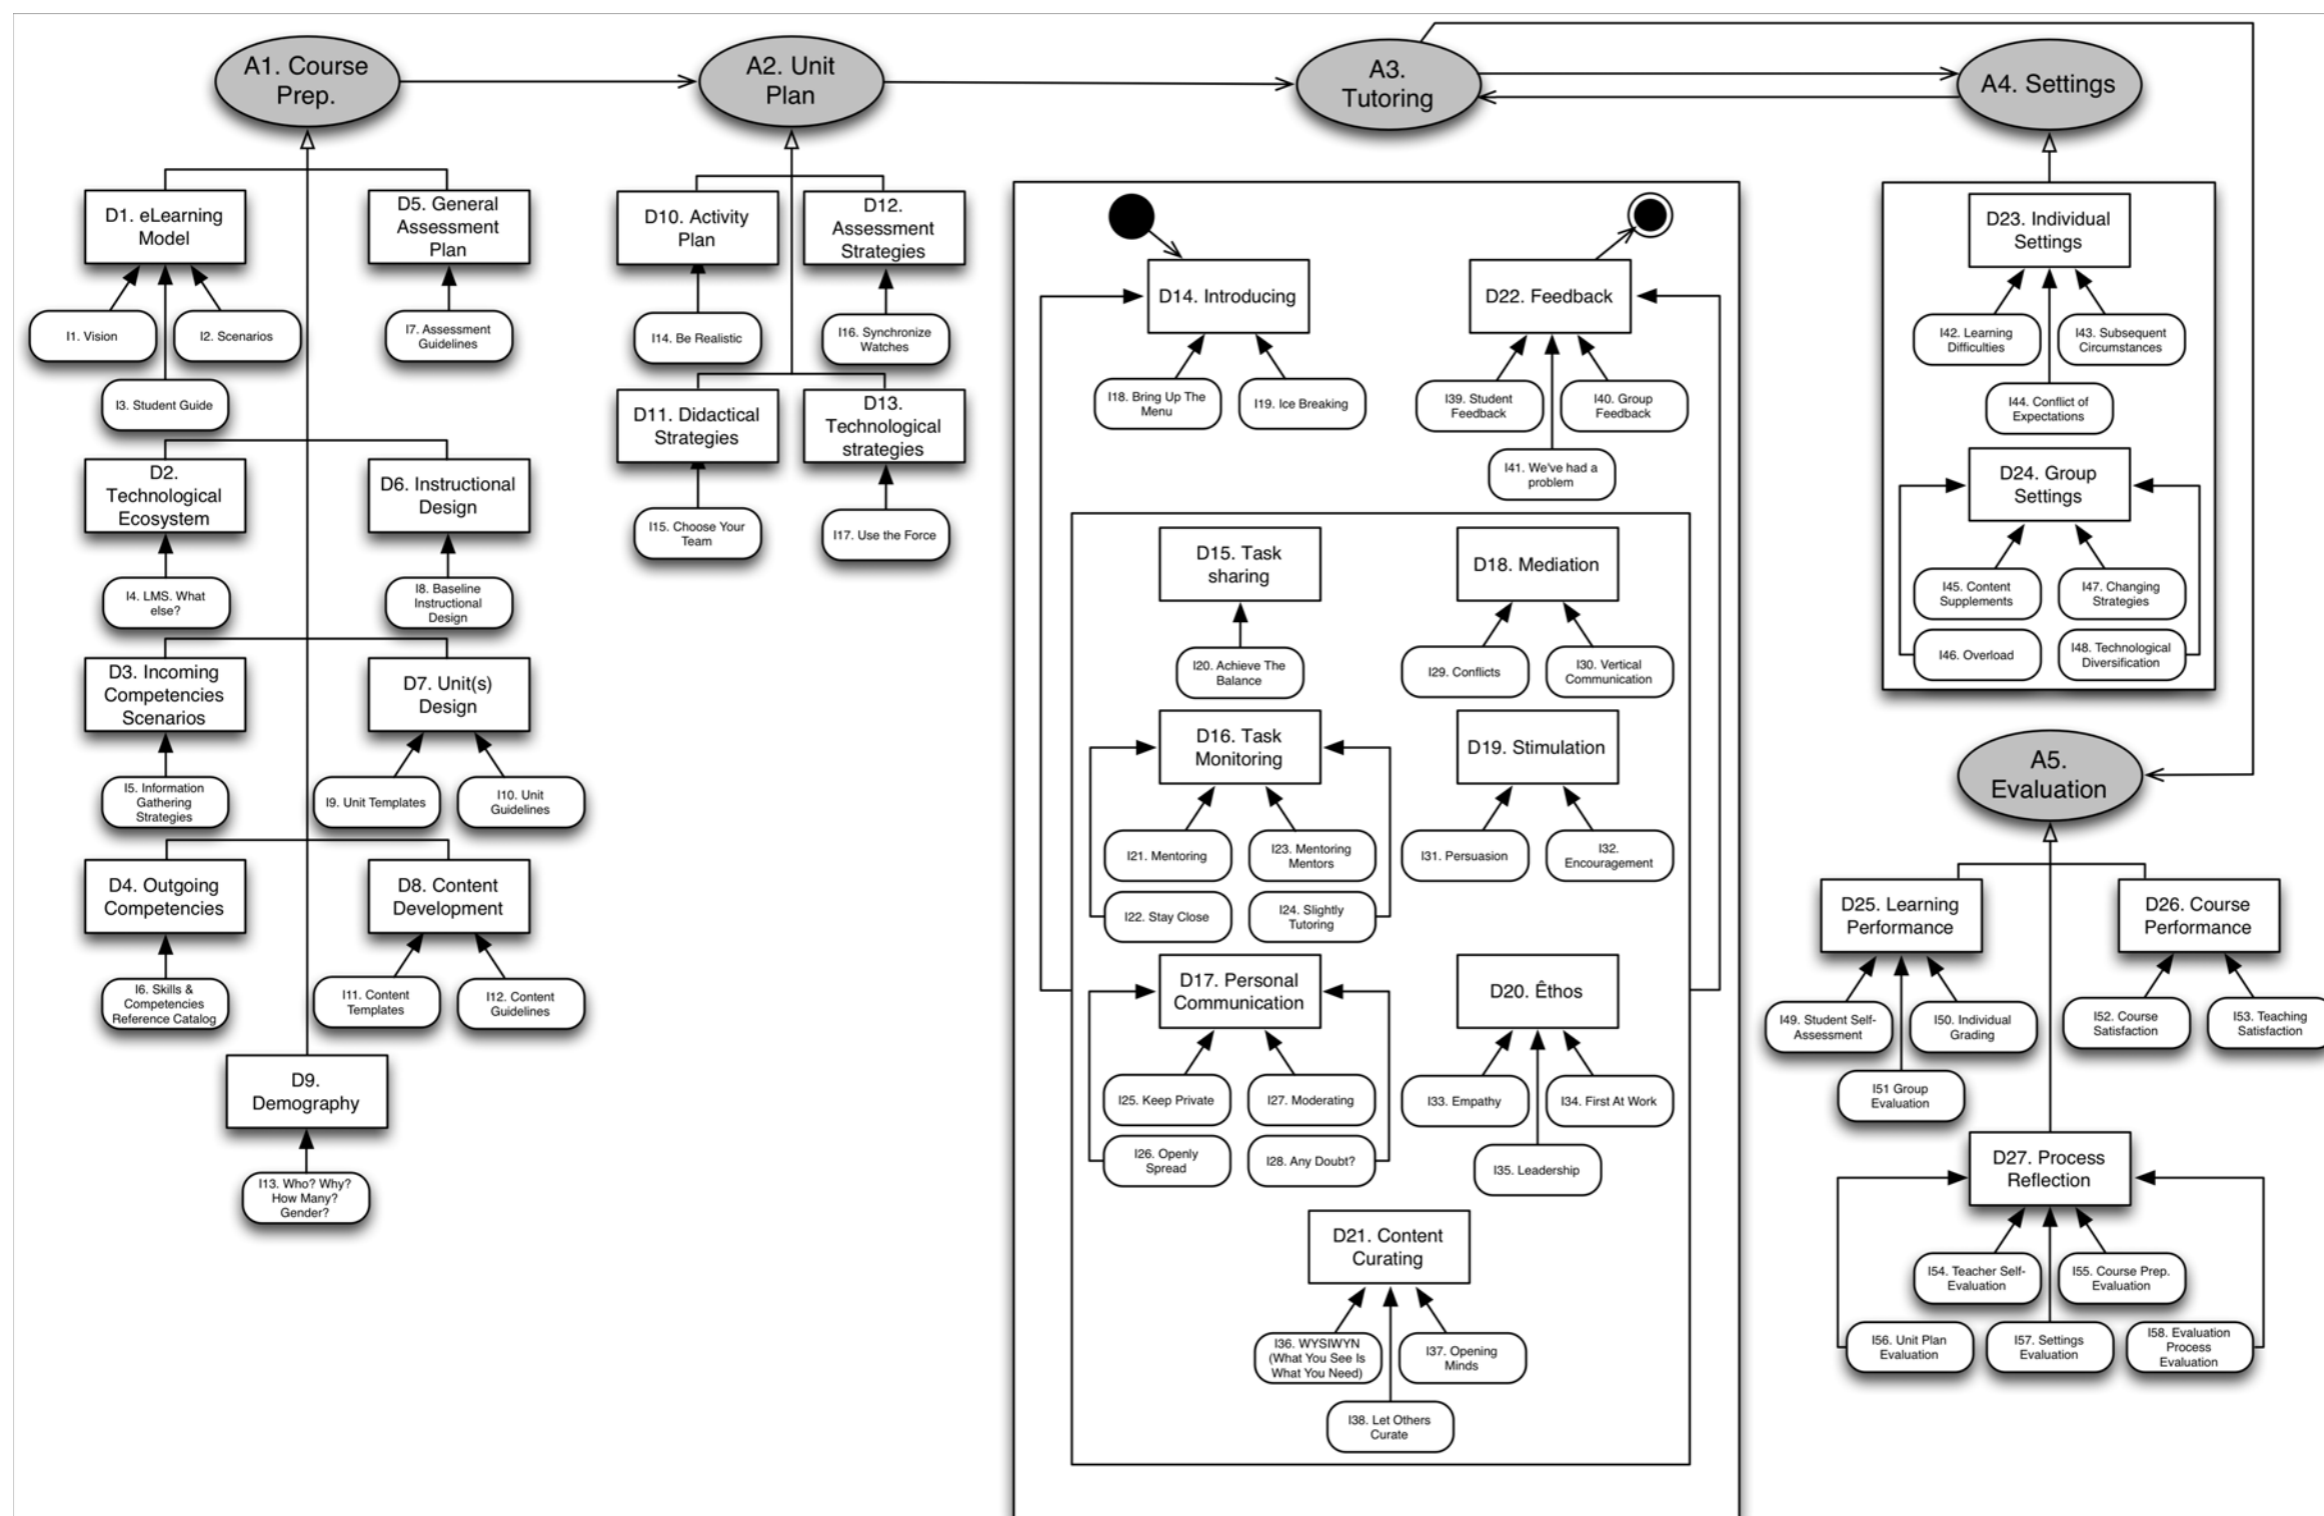 A1. Course
Prep.
A2. Unit
Plan
A3.
Tutoring
A4. Settings
D1. eLearning
Model
D5. General
Assessment
Plan
I1. Vision
I2. Scenarios
I7. Assessment
Guidelines
I3. Student Guide
D2.
Technological
Ecosystem
D6. Instructional
Design
I4. LMS. What
else?
I8. Baseline
Instructional
Design
D3. Incoming
Competencies
Scenarios
D7. Unit(s)
Design
I5. Information
Gathering
Strategies
I9. Unit Templates
I10. Unit
Guidelines
D4. Outgoing
Competencies
D8. Content
Development
I6. Skills &
Competencies
Reference Catalog
I11. Content
Templates
I12. Content
Guidelines
D9.
Demography
I13. Who? Why?
How Many?
Gender?
D10. Activity
Plan
D12.
Assessment
Strategies
I14. Be Realistic
I16. Synchronize
Watches
D11. Didactical
Strategies
D13.
Technological
strategies
I15. Choose Your
Team
I17. Use the Force
D14. Introducing
D22. Feedback
I18. Bring Up The
Menu
I19. Ice Breaking
I39. Student
Feedback
I40. Group
Feedback
I41. We've had a
problem
D15. Task
sharing
D18. Mediation
I20. Achieve The
Balance
I29. Conflicts
I30. Vertical
Communication
D16. Task
Monitoring
D19. Stimulation
I21. Mentoring
I23. Mentoring
Mentors
I31. Persuasion
I32.
Encouragement
I22. Stay Close
I24. Slightly
Tutoring
D17. Personal
Communication
D20. Êthos
I25. Keep Private
I27. Moderating
I33. Empathy
I34. First At Work
I26. Openly
Spread
I28. Any Doubt?
I35. Leadership
D21. Content
Curating
I36. WYSIWYN
(What You See Is
What You Need)
I37. Opening
Minds
I38. Let Others
Curate
D23. Individual
Settings
I42. Learning
Difficulties
I43. Subsequent
Circumstances
I44. Conflict of
Expectations
D24. Group
Settings
I45. Content
Supplements
I47. Changing
Strategies
I46. Overload
I48. Technological
Diversification
A5.
Evaluation
D25. Learning
Performance
D26. Course
Performance
I49. Student Self-
Assessment
I50. Individual
Grading
I52. Course
Satisfaction
I53. Teaching
Satisfaction
I51 Group
Evaluation
D27. Process
Reflection
I54. Teacher Self-
Evaluation
I55. Course Prep.
Evaluation
I56. Unit Plan
Evaluation
I57. Settings
Evaluation
I58. Evaluation
Process
Evaluation